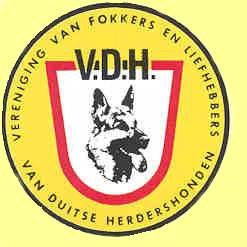 VERENIGING VAN FOKKERS EN LIEFHEBBERS
V.D.H.
VAN DUITSE HERDERSHONDEN